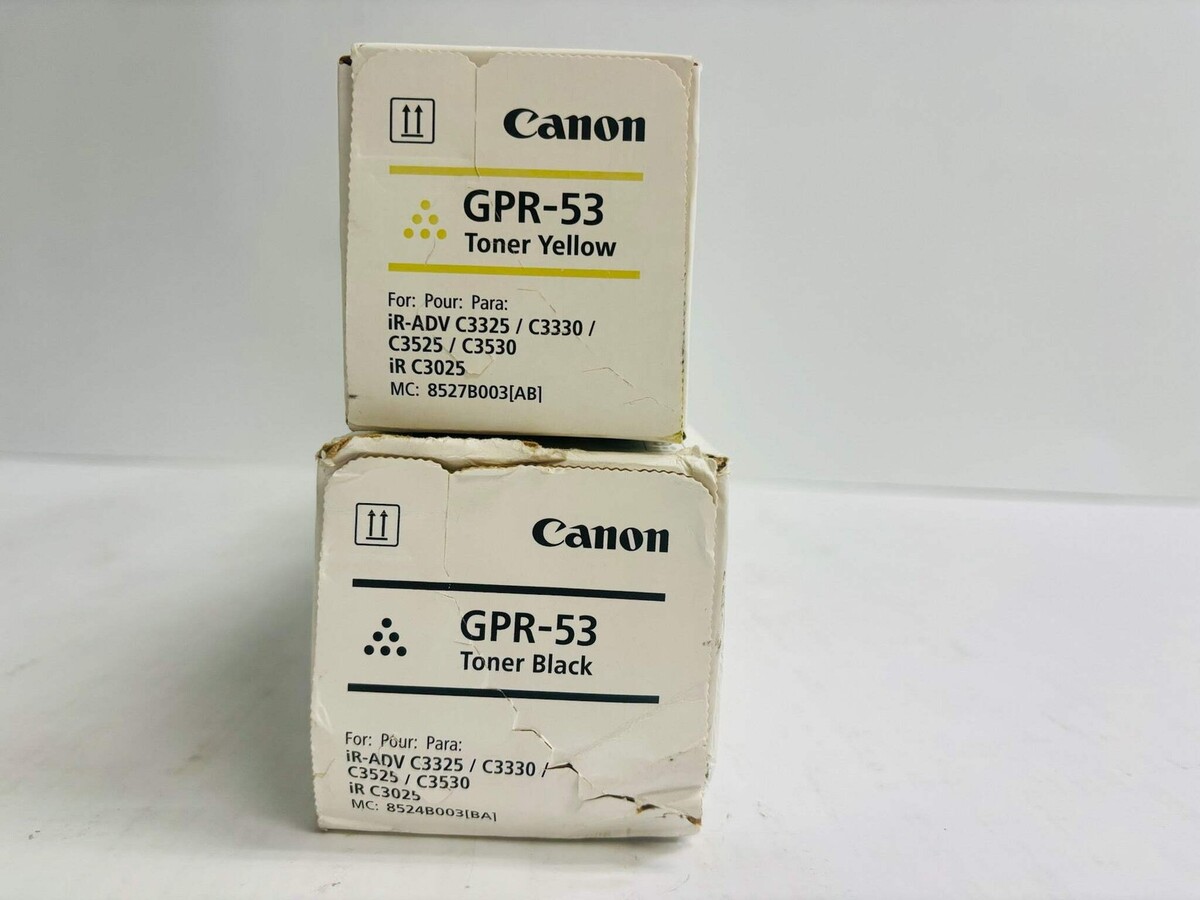 Canon
GPR-53
Toner Yellow
For: Pour: Para:
iR-ADV C3325 / C3330 /
C3525 / C3530
iR C3025
MC: 8527B003[AB]
Canon
GPR-53
Toner Black
For: Pour: Para:
iR-ADV C3325 / C3330 /
C3525 / C3530
iR C3025
MC: 8524B003[BA]